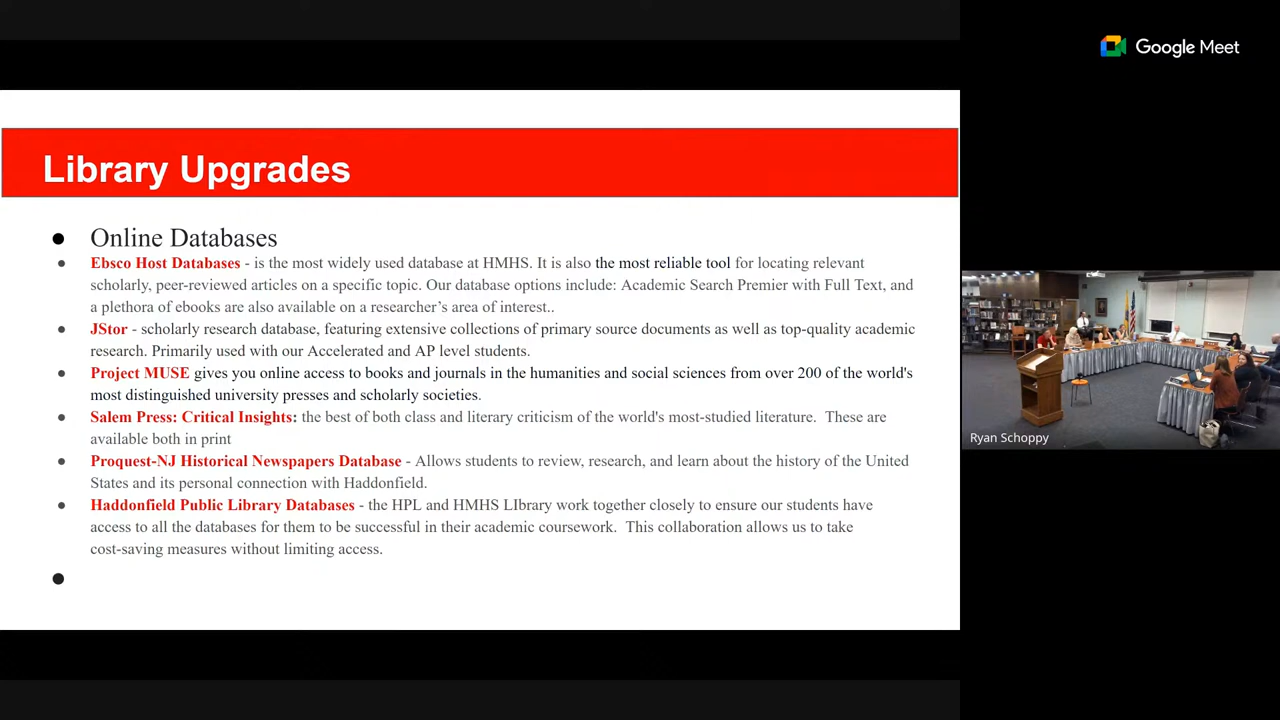 Google Meet
Library Upgrades
● Online Databases
● Ebsco Host Databases - is the most widely used database at HMHS. It is also the most reliable tool for locating relevant
scholarly, peer-reviewed articles on a specific topic. Our database options include: Academic Search Premier with Full Text, and
a plethora of ebooks are also available on a researcher's area of interest..
● JStor - scholarly research database, featuring extensive collections of primary source documents as well as top-quality academic
research. Primarily used with our Accelerated and AP level students.
● Project MUSE gives you online access to books and journals in the humanities and social sciences from over 200 of the world's
most distinguished university presses and scholarly societies.
● Salem Press: Critical Insights: the best of both class and literary criticism of the world's most-studied literature. These are
available both in print
● Proquest-NJ Historical Newspapers Database - Allows students to review, research, and learn about the history of the United
States and its personal connection with Haddonfield.
● Haddonfield Public Library Databases - the HPL and HMHS LIbrary work together closely to ensure our students have
access to all the databases for them to be successful in their academic coursework. This collaboration allows us to take
cost-saving measures without limiting access.
●
Ryan Schoppy